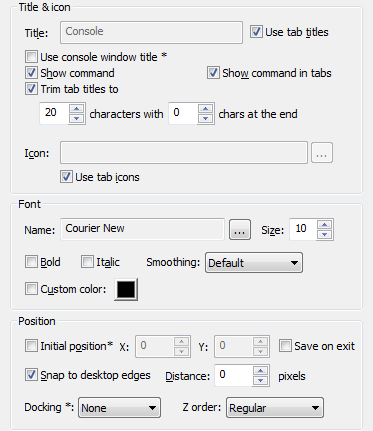 Title & icon
Title: Console Use tab titles
Use console window title *
Show command Show command in tabs
Trim tab titles to
20 characters with 0 chars at the end
Icon: ...
Use tab icons
Font
Name: Courier New ... Size: 10
Bold Italic Smoothing: Default
Custom color:
Position
Initial position* X: 0 Y: 0 Save on exit
Snap to desktop edges Distance: 0 pixels
Docking *: None Z order: Regular